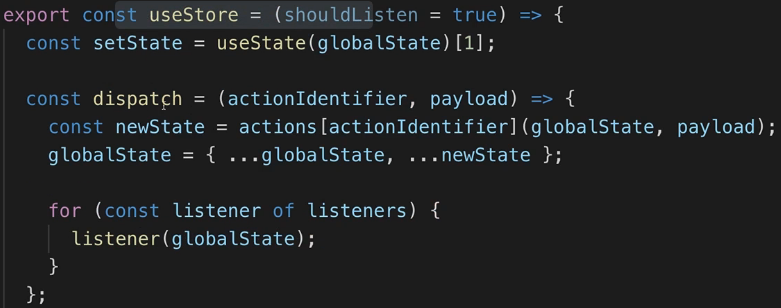 export const useStore = (shouldListen = true) => {
  const setState = useState(globalState)[1];
  const dispatch = (actionIdentifier, payload) => {
    const newState = actions[actionIdentifier](globalState, payload);
    globalState = { ...globalState, ...newState };
    for (const listener of listeners) {
      listener(globalState);
    }
  };